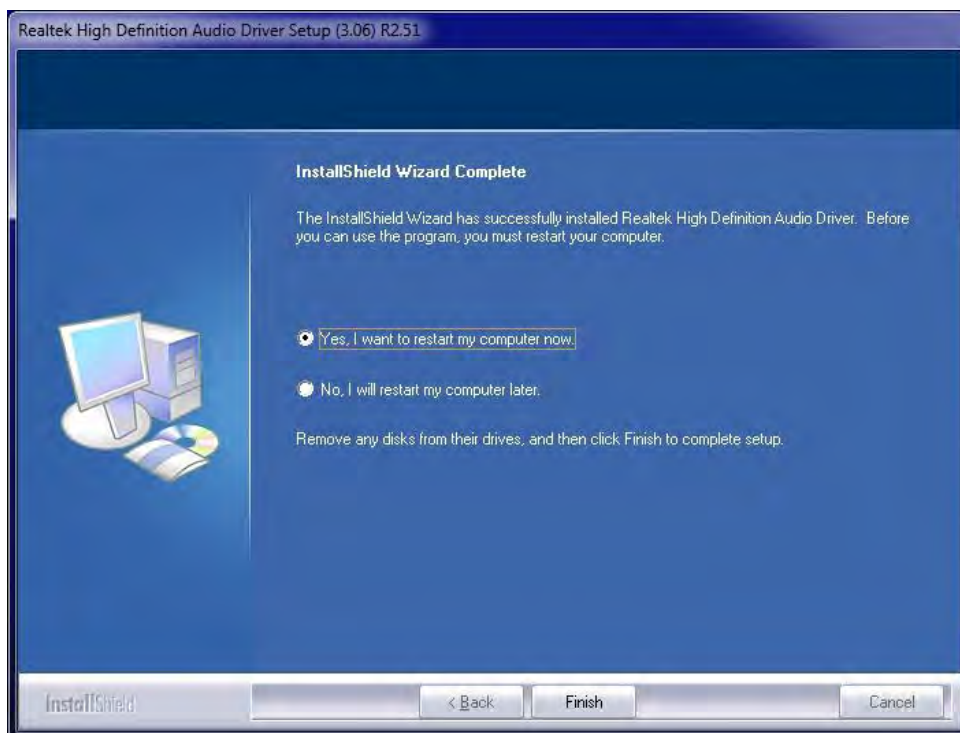 Realtek High Definition Audio Driver Setup (3.06) R2.51
InstallShield Wizard Complete
The InstallShield Wizard has successfully installed Realtek High Definition Audio Driver. Before
you can use the program, you must restart your computer.
Yes, I want to restart my computer now.
No, I will restart my computer later.
Remove any disks from their drives, and then click Finish to complete setup.
InstallShield
< Back
Finish
Cancel